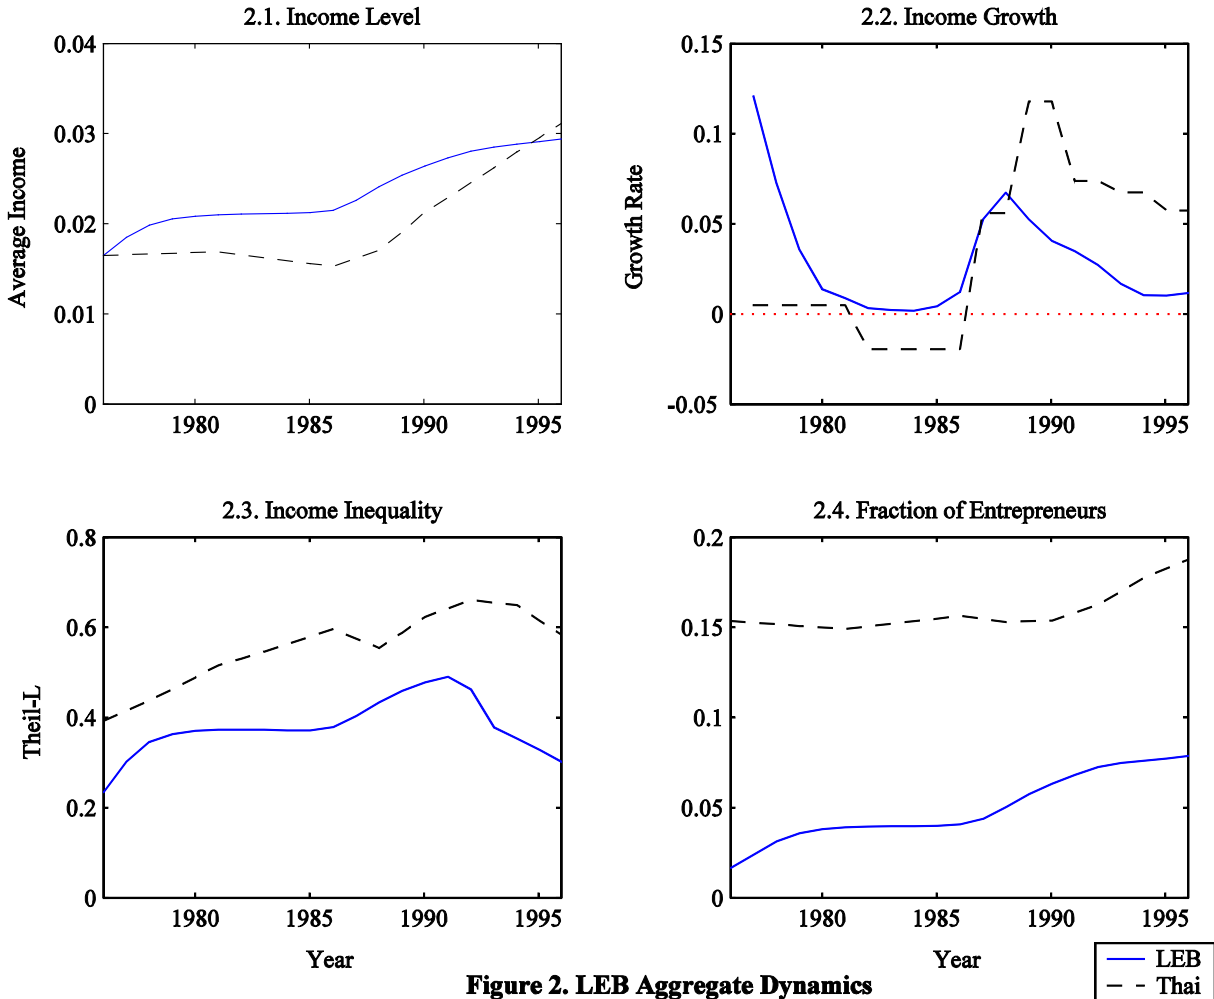 2.1. Income Level
0.04
0.03
0.02
0.01
0
Average Income
1980 1985 1990 1995
2.2. Income Growth
0.15
0.1
0.05
0
-0.05
Growth Rate
1980 1985 1990 1995
2.3. Income Inequality
0.8
0.6
0.4
0.2
0
Theil-L
1980 1985 1990 1995
Year
2.4. Fraction of Entrepreneurs
0.2
0.15
0.1
0.05
0
1980 1985 1990 1995
Year
LEB
Thai
Figure 2. LEB Aggregate Dynamics